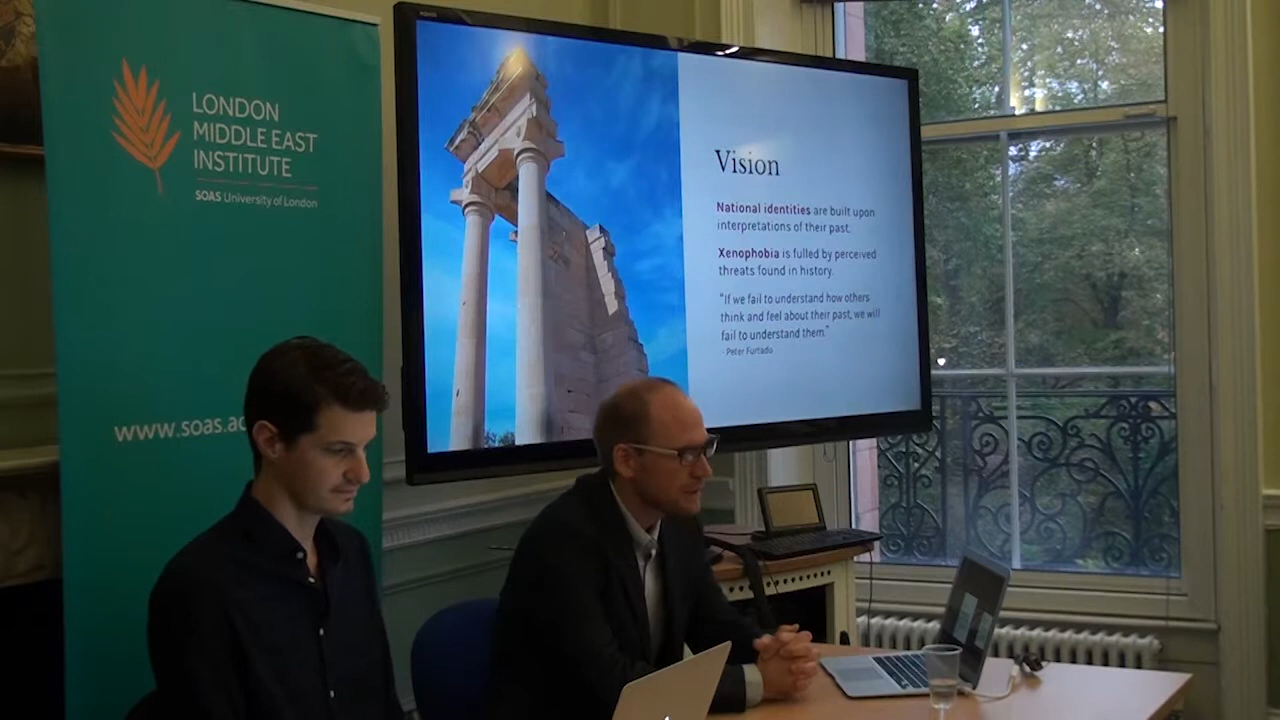 LONDON
MIDDLE EAST
INSTITUTE
SOAS University of London
www.soas.ac
Vision
National identities are built upon
interpretations of their past.
Xenophobia is fulled by perceived
threats found in history.
"If we fail to understand how others
think and feel about their past, we will
fail to understand them."
- Peter Furtado